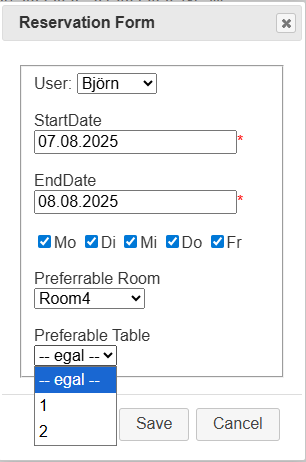 Reservation Form
User: Björn
StartDate
07.08.2025*
EndDate
08.08.2025*
Mo Di Mi Do Fr
Preferrable Room
Room4
Preferable Table
-- egal --
-- egal --
1
2
Save Cancel